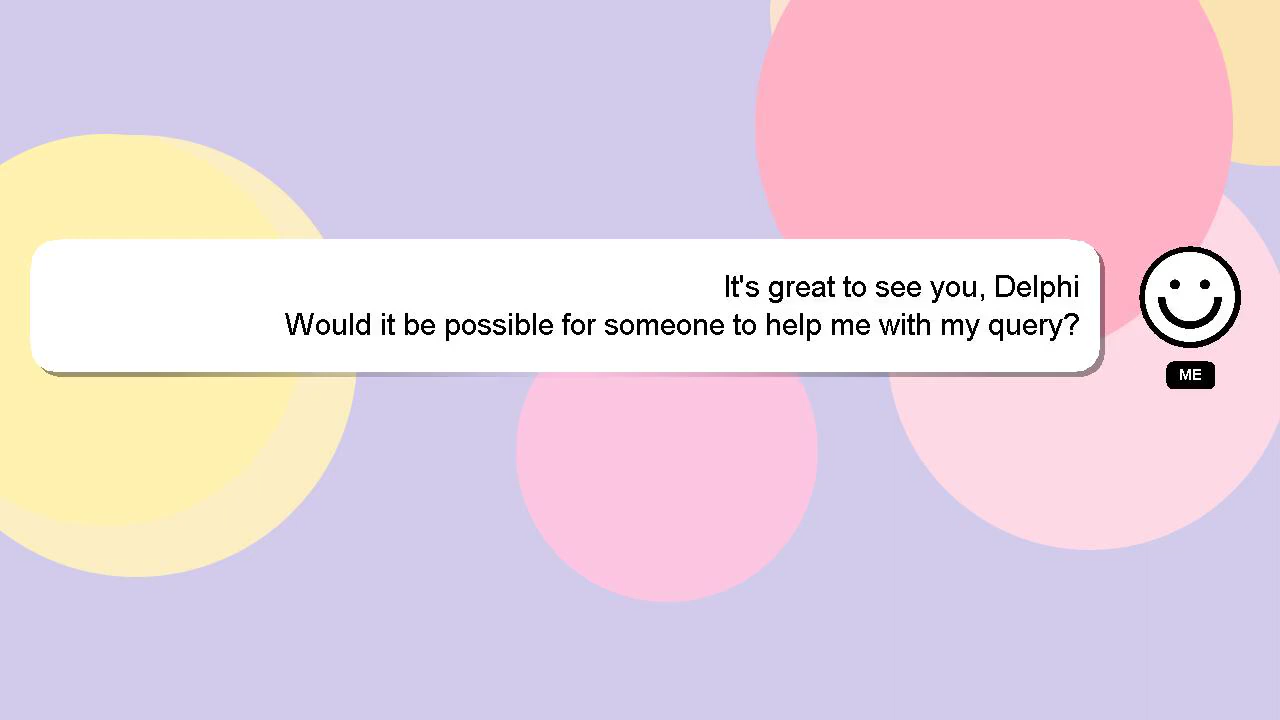 It's great to see you, Delphi
Would it be possible for someone to help me with my query?
ME